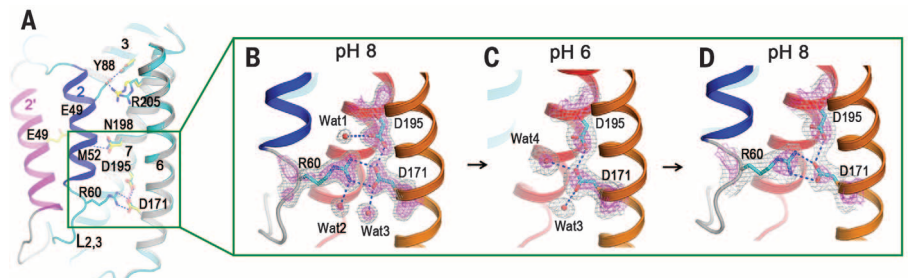 A
3
Y88
2
2'
R205
E49
E49
N198
M52
7
D195
6
R60
D171
L2,3
B
pH 8
Wat1
D195
R60
D171
Wat2
Wat3
C
pH 6
D195
Wat4
D171
Wat3
D
pH 8
D195
R60
D171